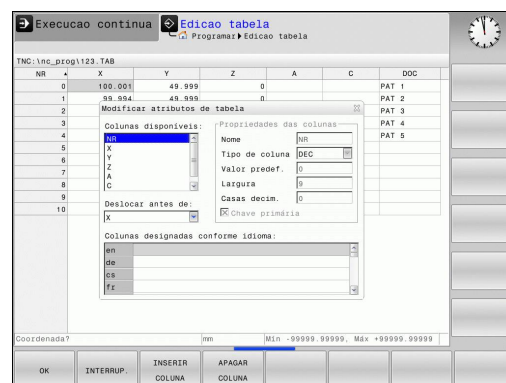 Execucao continua
Edicao tabela
Programar Edicao tabela
TNC:\nc_prog\123.TAB
NR X Y Z A C DOC
0 100.001 49.999 0 PAT 1
1 99.994 49.999 0 PAT 2
2 PAT 3
3 PAT 4
4 PAT 5
5
6
7
8
9
10
Modificar atributos de tabela
Colunas disponíveis:
NR
X
Y
Z
A
C
Deslocar antes de:
X
Propriedades das colunas
Nome NR
Tipo de coluna DEC
Valor predef. 0
Largura 9
Casas decim. 0
Chave primária
Colunas designadas conforme idioma:
en
de
cs
fr
Coordenada? mm Min -99999.99999, Máx +99999.99999
OK
INTERRUP.
INSERIR
COLUNA
APAGAR
COLUNA